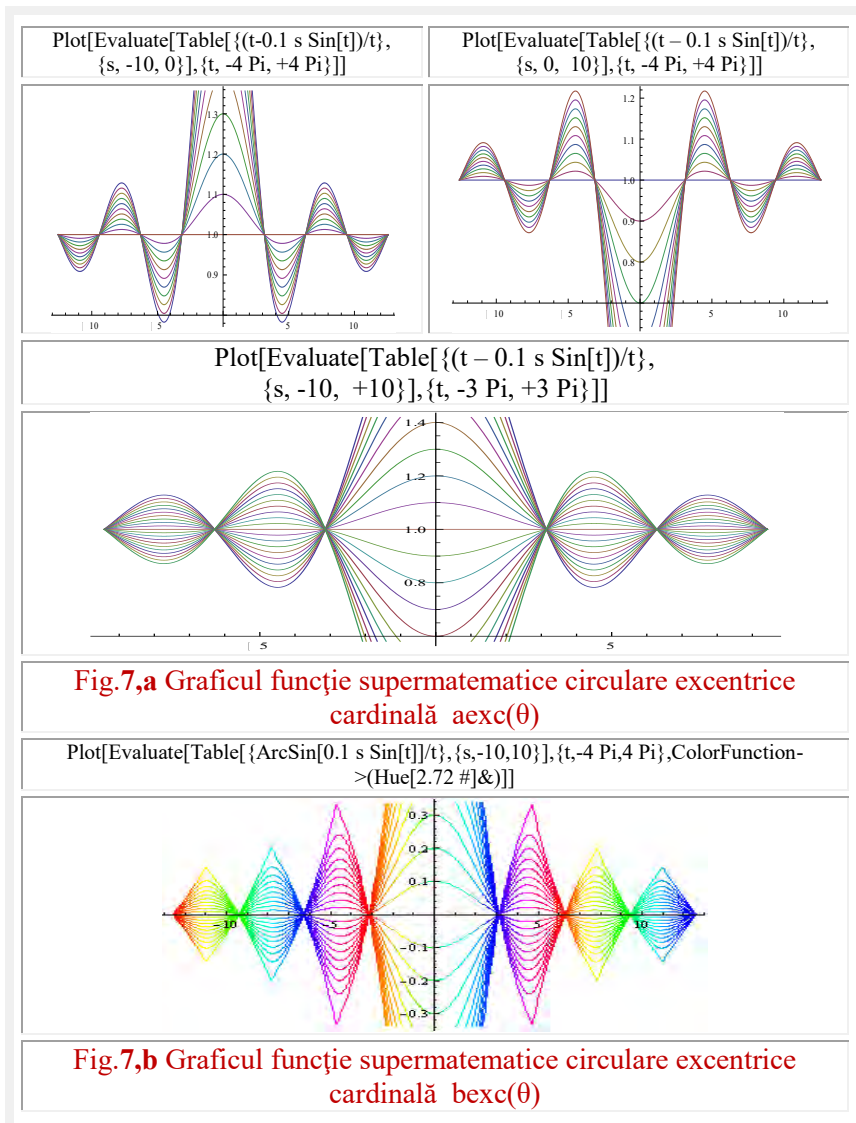 Plot[Evaluate[Table[{(t-0.1 s Sin[t])/t},
{s, -10, 0}],{t, -4 Pi, +4 Pi}]]
Plot[Evaluate[Table[{(t – 0.1 s Sin[t])/t},
{s, 0, 10}],{t, -4 Pi, +4 Pi}]]
1.3
1.2
1.1
1.0
0.9
10
5
5
10
1.2
1.1
1.0
0.9
0.8
10
5
5
10
Plot[Evaluate[Table[{(t – 0.1 s Sin[t])/t},
{s, -10, +10}],{t, -3 Pi, +3 Pi}]]
1.4
1.2
1.0
0.8
5
5
Fig.7,a Graficul funcţie supermatematice circulare excentrice
cardinală aexc(θ)
Plot[Evaluate[Table[{ArcSin[0.1 s Sin[t]]/t},{s,-10,10}],{t,-4 Pi,4 Pi},ColorFunction-
>(Hue[2.72 #]&)]]
0.3
0.2
0.1
-10
-5
5
10
-0.1
-0.2
-0.3
Fig.7,b Graficul funcţie supermatematice circulare excentrice
cardinală bexc(θ)